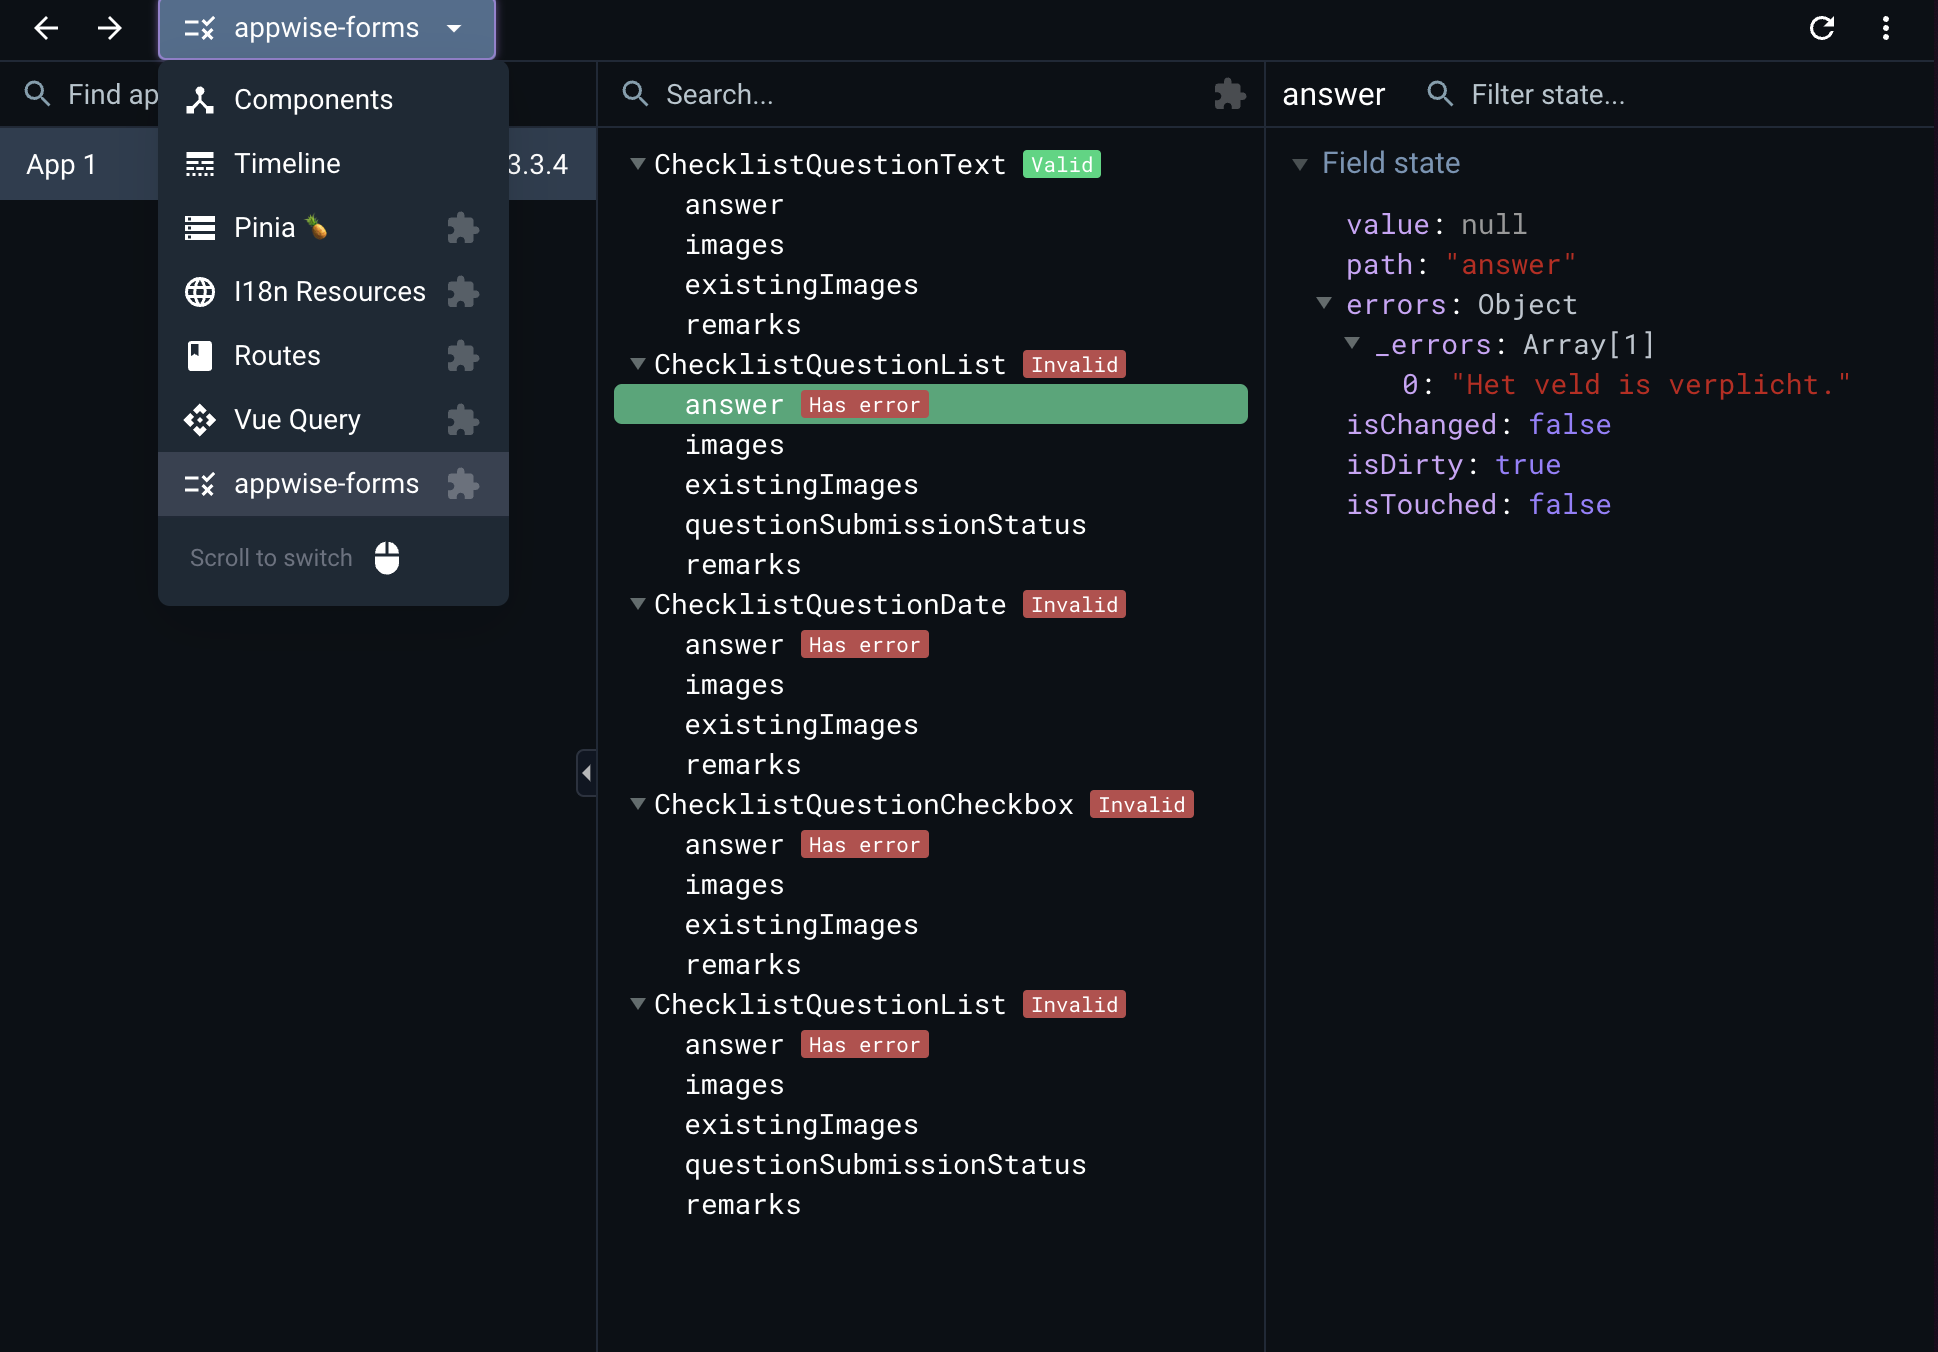 appwise-forms
Find ap
Components
Timeline
Pinia 🍍
I18n Resources
Routes
Vue Query
appwise-forms
Scroll to switch
App 1
3.3.4
Search...
ChecklistQuestionText Valid
answer
images
existingImages
remarks
ChecklistQuestionList Invalid
answer Has error
images
existingImages
questionSubmissionStatus
remarks
ChecklistQuestionDate Invalid
answer Has error
images
existingImages
remarks
ChecklistQuestionCheckbox Invalid
answer Has error
images
existingImages
remarks
ChecklistQuestionList Invalid
answer Has error
images
existingImages
questionSubmissionStatus
remarks
answer Filter state...
Field state
value: null
path: "answer"
errors: Object
_errors: Array[1]
0: "Het veld is verplicht."
isChanged: false
isDirty: true
isTouched: false